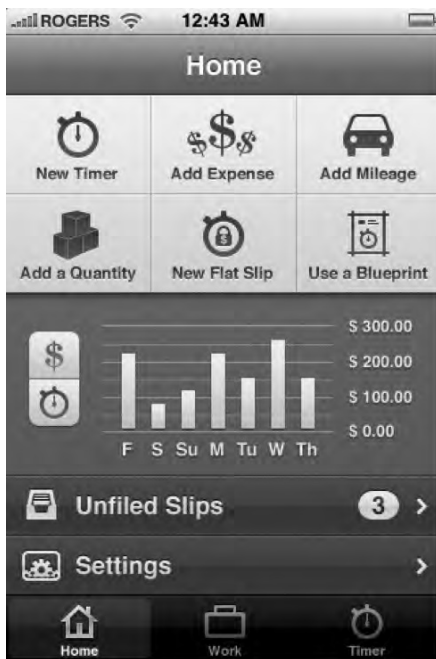 ROGERS 12:43 AM
Home
New Timer Add Expense Add Mileage
Add a Quantity New Flat Slip Use a Blueprint
$ 300.00
$ 200.00
$ 100.00
$ 0.00
F S Su M Tu W Th
Unfiled Slips 3
Settings
Home Work Timer